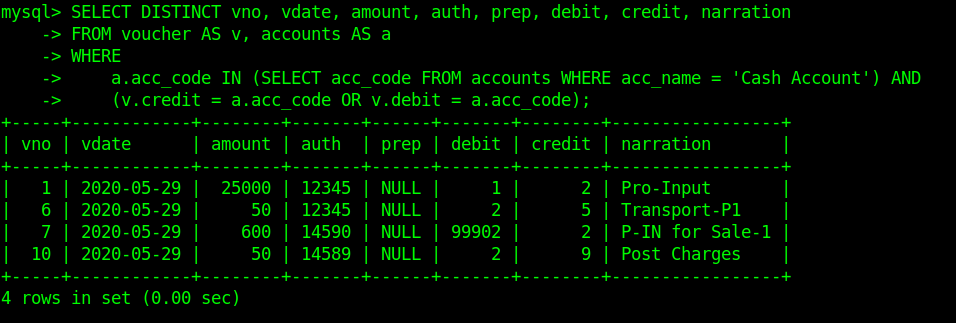 mysql> SELECT DISTINCT vno, vdate, amount, auth, prep, debit, credit, narration
    -> FROM voucher AS v, accounts AS a
    -> WHERE
    ->     a.acc_code IN (SELECT acc_code FROM accounts WHERE acc_name = 'Cash Account') AND
    ->     (v.credit = a.acc_code OR v.debit = a.acc_code);
+-----+------------+--------+-------+------+-------+--------+-----------------+
| vno | vdate      | amount | auth  | prep | debit | credit | narration       |
+-----+------------+--------+-------+------+-------+--------+-----------------+
|   1 | 2020-05-29 |  25000 | 12345 | NULL |     1 |      2 | Pro-Input       |
|   6 | 2020-05-29 |     50 | 12345 | NULL |     2 |      5 | Transport-P1    |
|   7 | 2020-05-29 |    600 | 14590 | NULL | 99902 |      2 | P-IN for Sale-1 |
|  10 | 2020-05-29 |     50 | 14589 | NULL |     2 |      9 | Post Charges    |
+-----+------------+--------+-------+------+-------+--------+-----------------+
4 rows in set (0.00 sec)